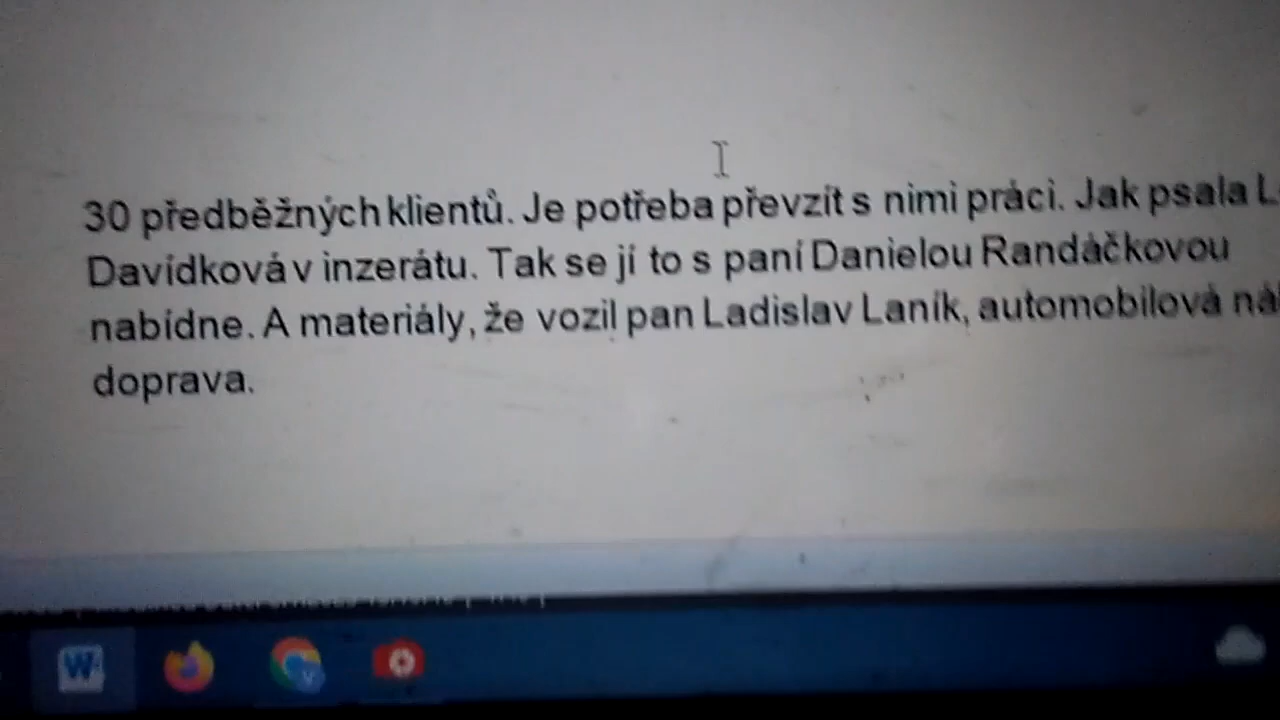 30 předběžných klientů. Je potřeba převzít s nimi práci. Jak psala L
Davídková v inzerátu. Tak se jí to s paní Danielou Randáčkovou
nabídne. A materiály, že vozil pan Ladislav Laník, automobilová
doprava.